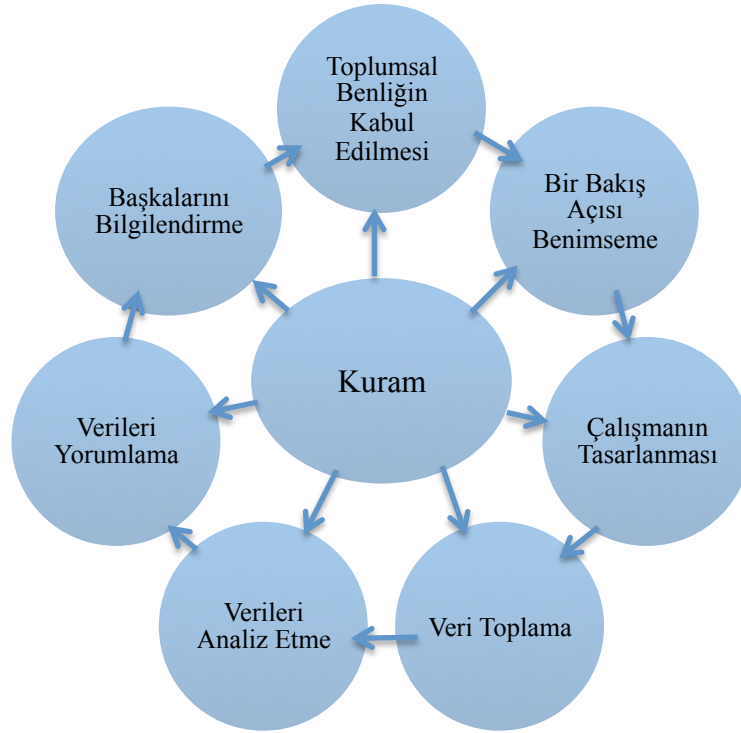 Toplumsal
Benliğin
Kabul
Edilmesi
Bir Bakış
Açısı
Benimseme
Çalışmanın
Tasarlanması
Veri Toplama
Verileri
Analiz Etme
Verileri
Yorumlama
Başkalarını
Bilgilendirme
Kuram